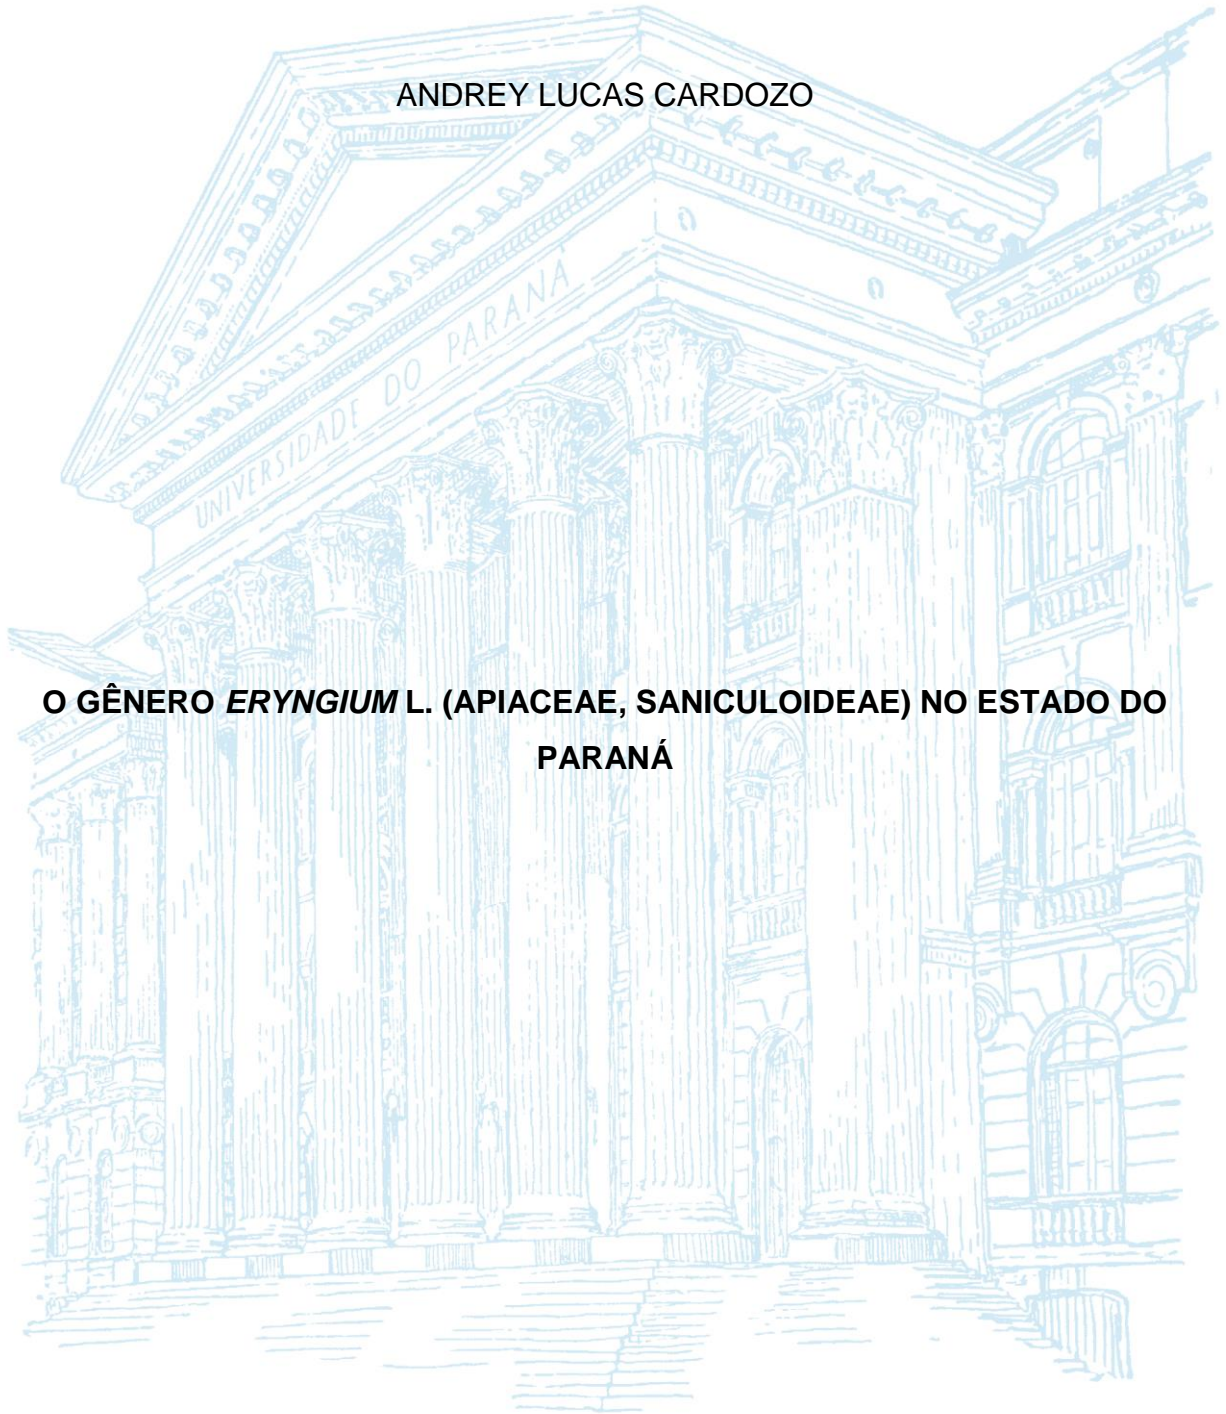 ANDREY LUCAS CARDOZO
UNIVERSIDADE DO PARANÁ
O GÊNERO ERYNGIUM L. (APIACEAE, SANICULOIDEAE) NO ESTADO DO
PARANÁ